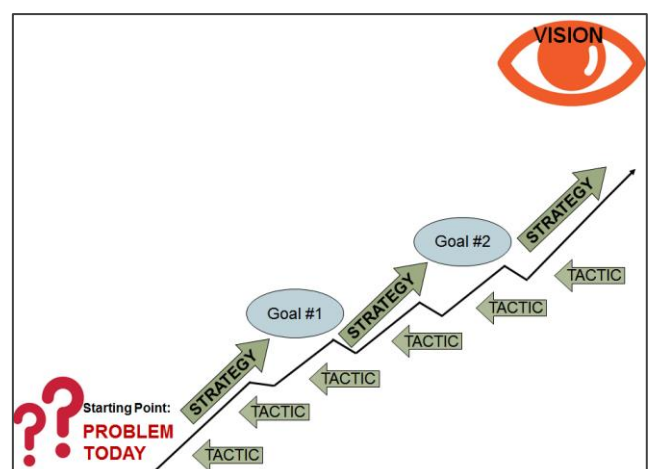 VISION
STRATEGY
Goal #2
TACTIC
STRATEGY
Goal #1
TACTIC
TACTIC
STRATEGY
TACTIC
Starting Point:
PROBLEM
TODAY
TACTIC
TACTIC